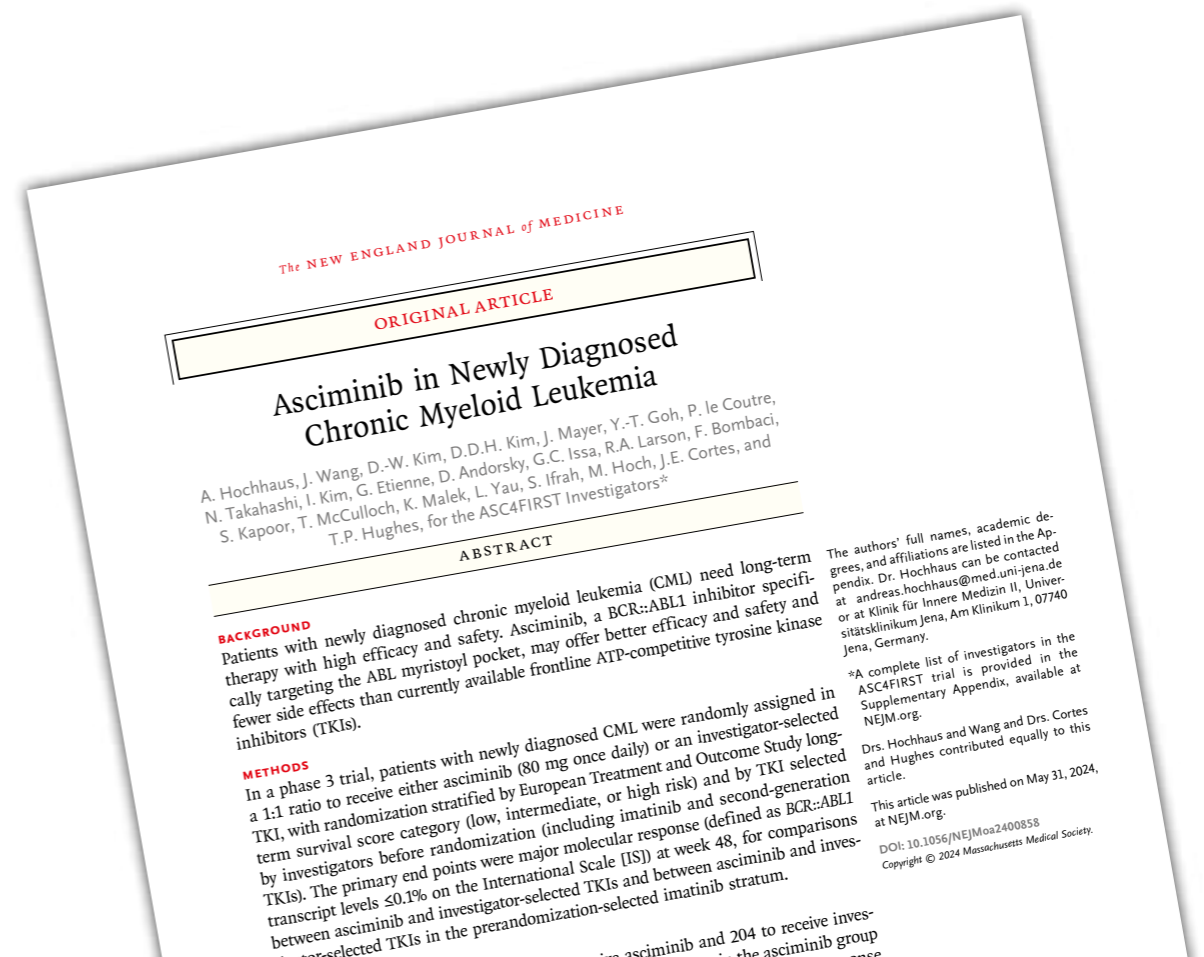 The NEW ENGLAND JOURNAL of MEDICINE
ORIGINAL ARTICLE
Asciminib in Newly Diagnosed
Chronic Myeloid Leukemia
A. Hochhaus, J. Wang, D.-W. Kim, D.D.H. Kim, J. Mayer, Y.-T. Goh, P. le Coutre,
N. Takahashi, I. Kim, G. Etienne, D. Andorsky, G.C. Issa, R.A. Larson, F. Bombaci,
S. Kapoor, T. McCulloch, K. Malek, L. Yau, S. Ifrah, M. Hoch, J.E. Cortes, and
T.P. Hughes, for the ASC4FIRST Investigators*
ABSTRACT
BACKGROUND
Patients with newly diagnosed chronic myeloid leukemia (CML) need long-term
therapy with high efficacy and safety. Asciminib, a BCR::ABL1 inhibitor specifi-
cally targeting the ABL myristoyl pocket, may offer better efficacy and safety and
fewer side effects than currently available frontline ATP-competitive tyrosine kinase
inhibitors (TKIs).
METHODS
In a phase 3 trial, patients with newly diagnosed CML were randomly assigned in
a 1:1 ratio to receive either asciminib (80 mg once daily) or an investigator-selected
TKI, with randomization stratified by European Treatment and Outcome Study long-
term survival score category (low, intermediate, or high risk) and by TKI selected
by investigators before randomization (including imatinib and second-generation
TKIs). The primary end points were major molecular response (defined as BCR::ABL1
transcript levels ≤0.1% on the International Scale [IS]) at week 48, for comparisons
between asciminib and investigator-selected TKIs and between asciminib and inves-
tor-selected TKIs in the prerandomization-selected imatinib stratum.
asciminib and 204 to receive inves-
the asciminib group
The authors' full names, academic de-
grees, and affiliations are listed in the Ap-
pendix. Dr. Hochhaus can be contacted
at andreas.hochhaus@med.uni-jena.de
or at Klinik für Innere Medizin II, Univer-
sitätsklinikum Jena, Am Klinikum 1, 07740
Jena, Germany.
*A complete list of investigators in the
ASC4FIRST trial is provided in the
Supplementary Appendix, available at
NEJM.org.
Drs. Hochhaus and Wang and Drs. Cortes
and Hughes contributed equally to this
article.
This article was published on May 31, 2024,
at NEJM.org.
DOI: 10.1056/NEJMoa2400858
Copyright © 2024 Massachusetts Medical Society.